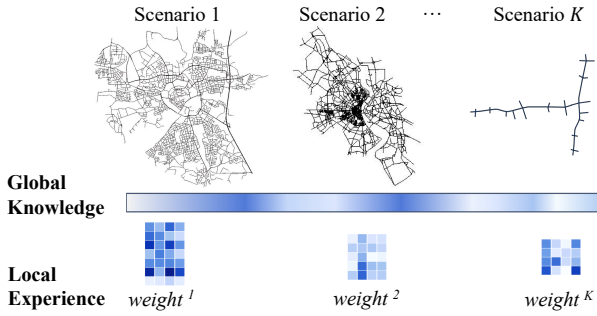 Scenario 1 Scenario 2 ... Scenario K
Global
Knowledge
Local
Experience weight 1 weight 2 weight K